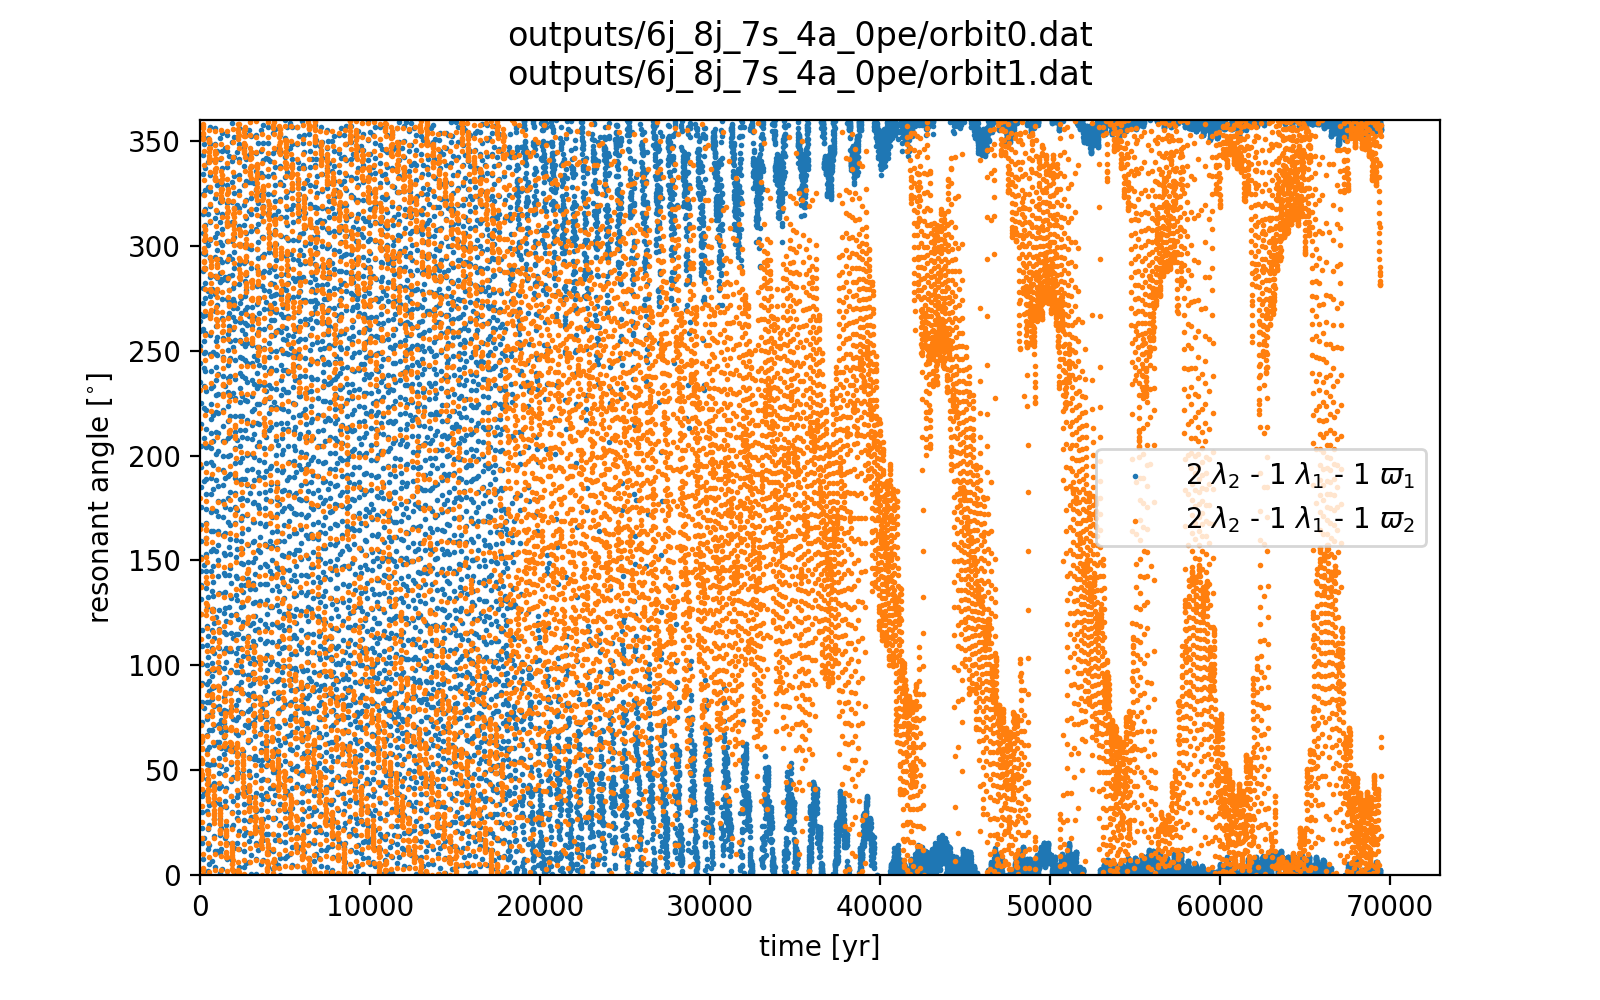 outputs/6j_8j_7s_4a_0pe/orbit0.dat
outputs/6j_8j_7s_4a_0pe/orbit1.dat
350
300
250
200
150
100
50
0
resonant angle [°]
2 λ₂ - 1 λ₁ - 1 ϖ₁
2 λ₂ - 1 λ₁ - 1 ϖ₂
0 10000 20000 30000 40000 50000 60000 70000
time [yr]